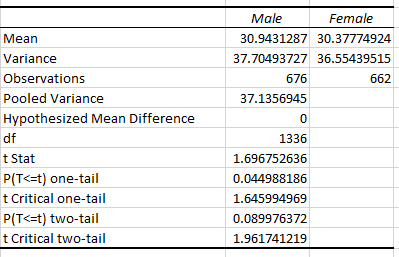 Male Female
Mean 30.9431287 30.37774924
Variance 37.70493727 36.55439515
Observations 676 662
Pooled Variance 37.1356945
Hypothesized Mean Difference 0
df 1336
t Stat 1.696752636
P(T<=t) one-tail 0.044988186
t Critical one-tail 1.645994969
P(T<=t) two-tail 0.089976372
t Critical two-tail 1.961741219